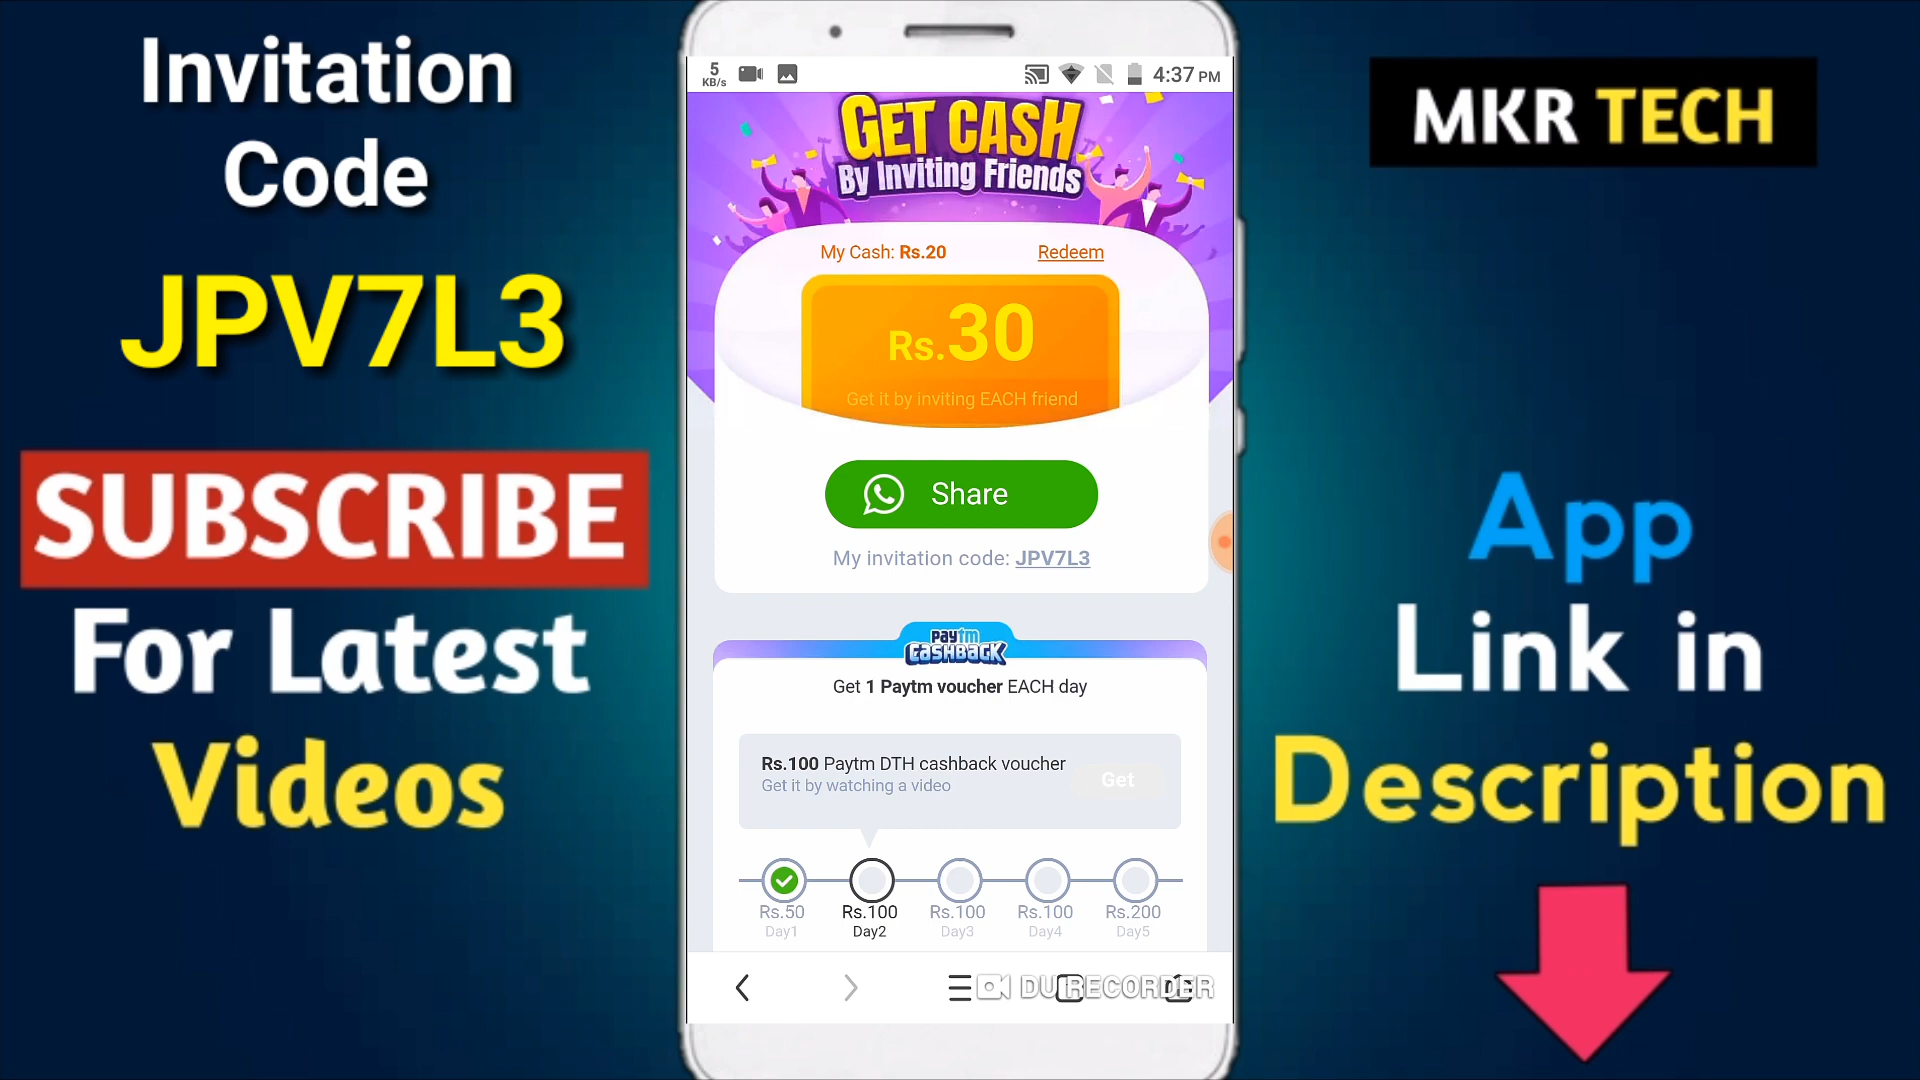 Invitation
Code
JPV7L3
SUBSCRIBE
For Latest
Videos
5
KB/s
4:37 PM
GET CASH
By Inviting Friends
My Cash: Rs.20
Redeem
Rs.30
Get it by inviting EACH friend
Share
My invitation code: JPV7L3
paytm
CASHBACK
Get 1 Paytm voucher EACH day
Rs.100 Paytm DTH cashback voucher
Get it by watching a video
Get
Rs.50 Rs.100 Rs.100 Rs.100 Rs.200
Day1 Day2 Day3 Day4 Day5
DU RECORDER
MKR TECH
App
Link in
Description